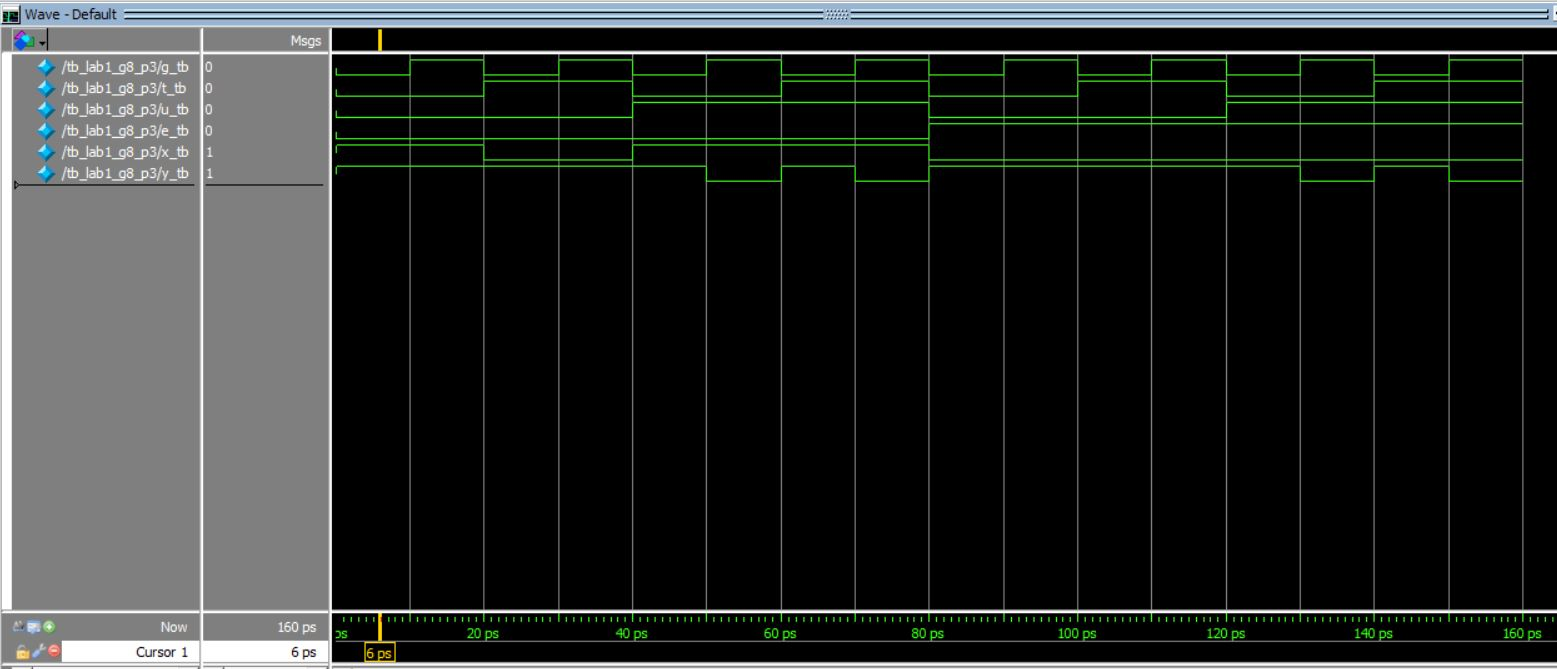 Wave - Default
Msgs
/tb_lab1_g8_p3/g_tb 0
/tb_lab1_g8_p3/t_tb 0
/tb_lab1_g8_p3/u_tb 0
/tb_lab1_g8_p3/e_tb 0
/tb_lab1_g8_p3/x_tb 1
/tb_lab1_g8_p3/y_tb 1
Now 160 ps ps 20 ps 40 ps 60 ps 80 ps 100 ps 120 ps 140 ps 160 ps
Cursor 1 6 ps 6 ps